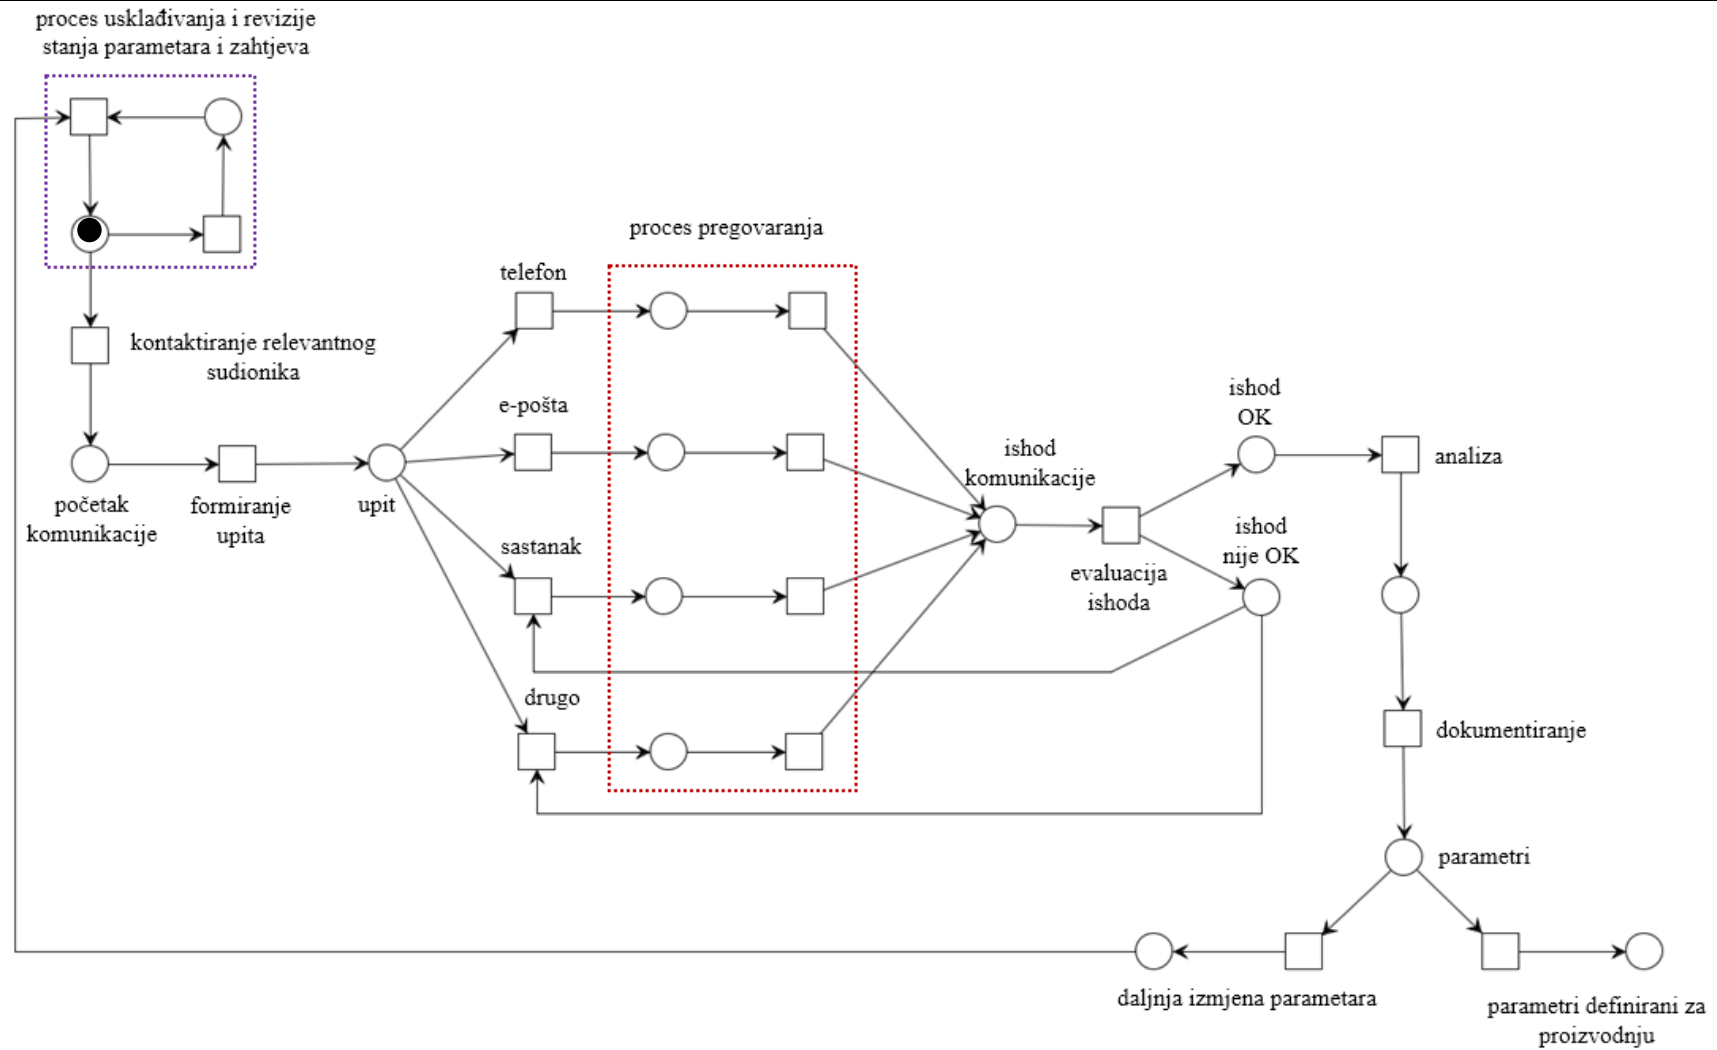 proces usklađivanja i revizije
stanja parametara i zahtjeva
proces pregovaranja
telefon
kontaktiranje relevantnog
sudionika
e-pošta
ishod
OK
ishod
komunikacije
analiza
početak
komunikacije
formiranje
upita
upit
sastanak
ishod
nije OK
evaluacija
ishoda
drugo
dokumentiranje
parametri
daljnja izmjena parametara
parametri definirani za
proizvodnju